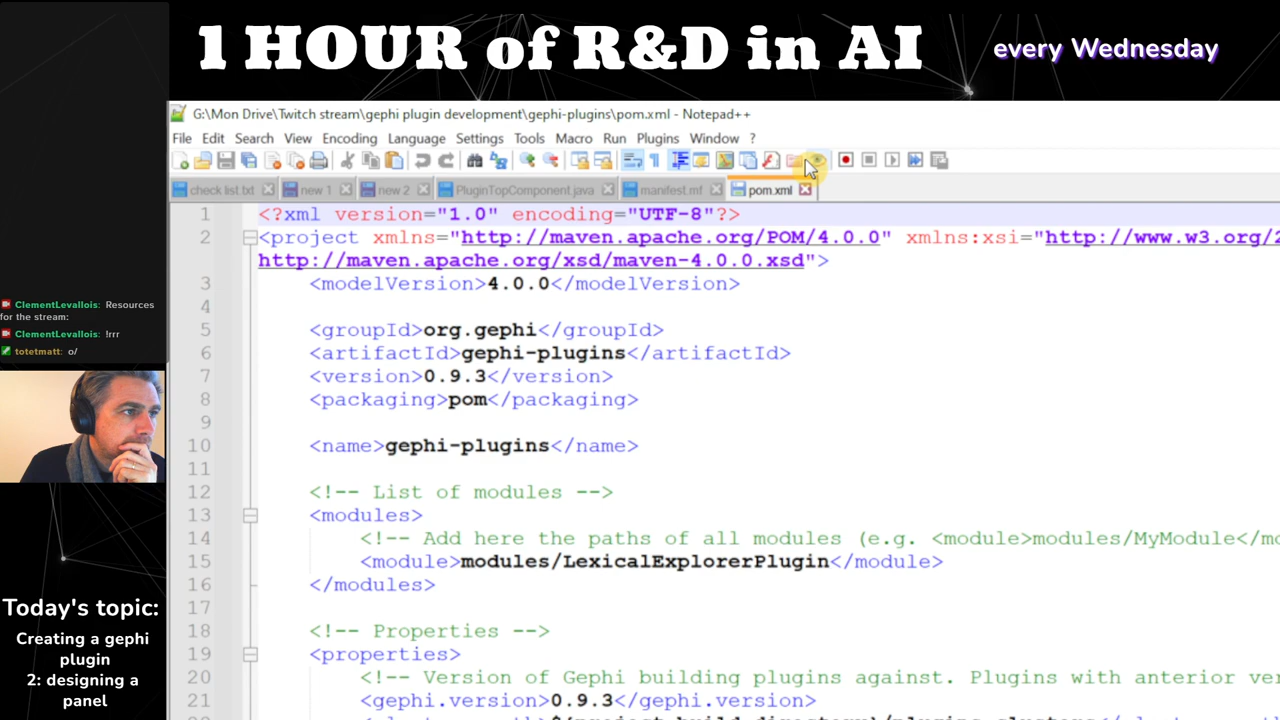 1 HOUR of R&D in AI
every Wednesday
G:\Mon Drive\Twitch stream\gephi plugin development\gephi-plugins\pom.xml - Notepad++
File Edit Search View Encoding Language Settings Tools Macro Run Plugins Window ?
check list.txt new 1 new 2 PluginTopComponent.java manifest.mf pom.xml
1 <?xml version="1.0" encoding="UTF-8"?>
2 <project xmlns="http://maven.apache.org/POM/4.0.0" xmlns:xsi="http://www.w3.org/2
http://maven.apache.org/xsd/maven-4.0.0.xsd">
3 <modelVersion>4.0.0</modelVersion>
4
5 <groupId>org.gephi</groupId>
6 <artifactId>gephi-plugins</artifactId>
7 <version>0.9.3</version>
8 <packaging>pom</packaging>
9
10 <name>gephi-plugins</name>
11
12 <!-- List of modules -->
13 <modules>
14 <!-- Add here the paths of all modules (e.g. <module>modules/MyModule</mo
15 <module>modules/LexicalExplorerPlugin</module>
16 </modules>
17
18 <!-- Properties -->
19 <properties>
20 <!-- Version of Gephi building plugins against. Plugins with anterior ver
21 <gephi.version>0.9.3</gephi.version>
ClementLevallois: Resources
for the stream:
ClementLevallois: !rrr
totetmatt: o/
Today's topic:
Creating a gephi
plugin
2: designing a
panel